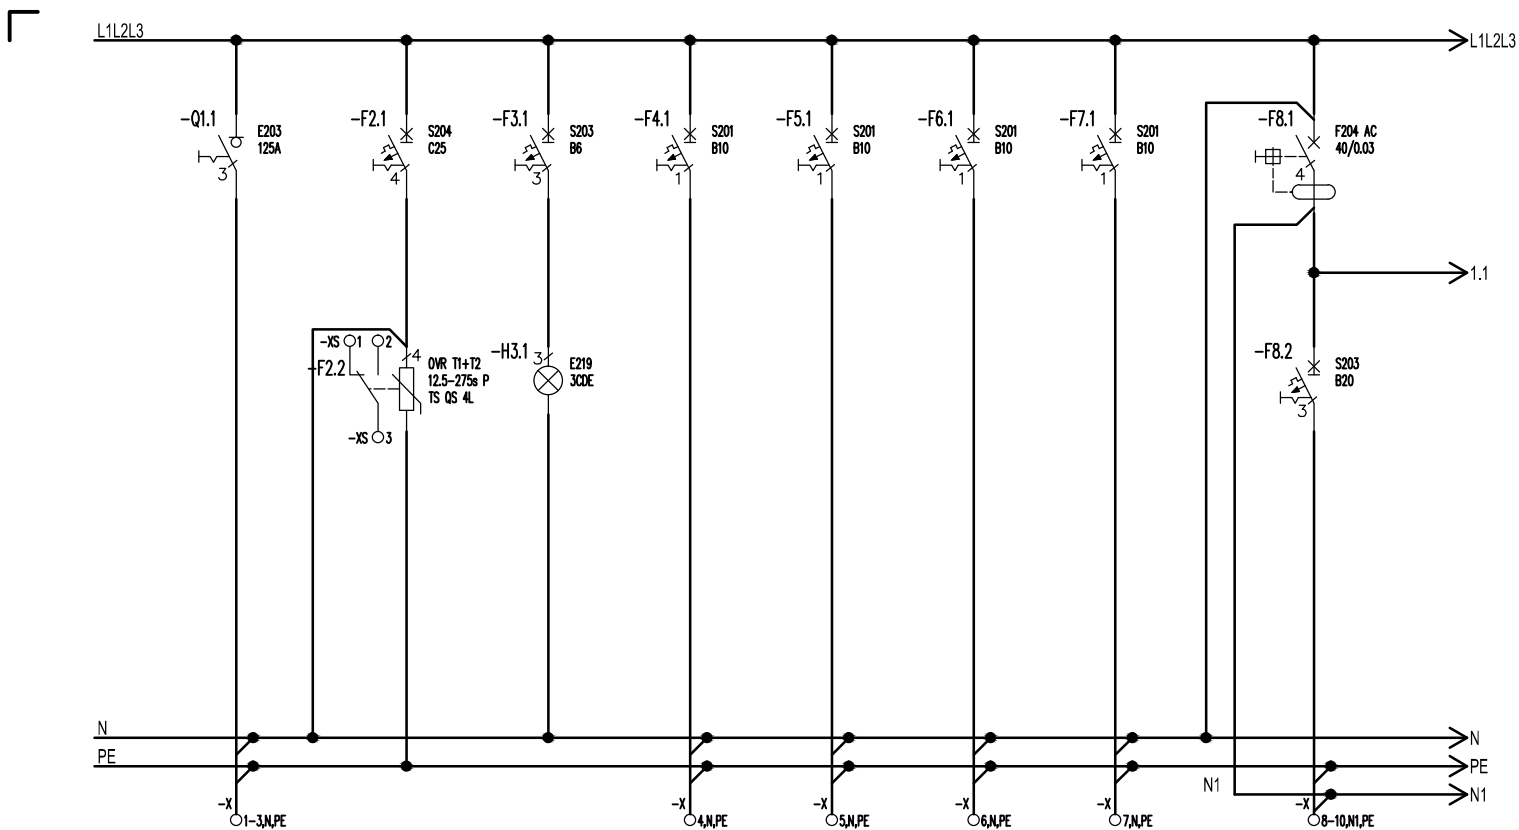 L1L2L3
L1L2L3
-Q1.1
E203
125A
3
-F2.1
S204
C25
4
-F3.1
S203
B6
3
-F4.1
S201
B10
1
-F5.1
S201
B10
1
-F6.1
S201
B10
1
-F7.1
S201
B10
1
-F8.1
F204 AC
40/0.03
4
1.1
-XS 1 2
-F2.2
4
OVR T1+T2
12.5-275s P
TS QS 4L
-XS 3
-H3.1
3
E219
3CDE
-F8.2
S203
B20
3
N
N
PE
PE
N1
N1
-X
1-3,N,PE
-X
4,N,PE
-X
5,N,PE
-X
6,N,PE
-X
7,N,PE
-X
8-10,N1,PE